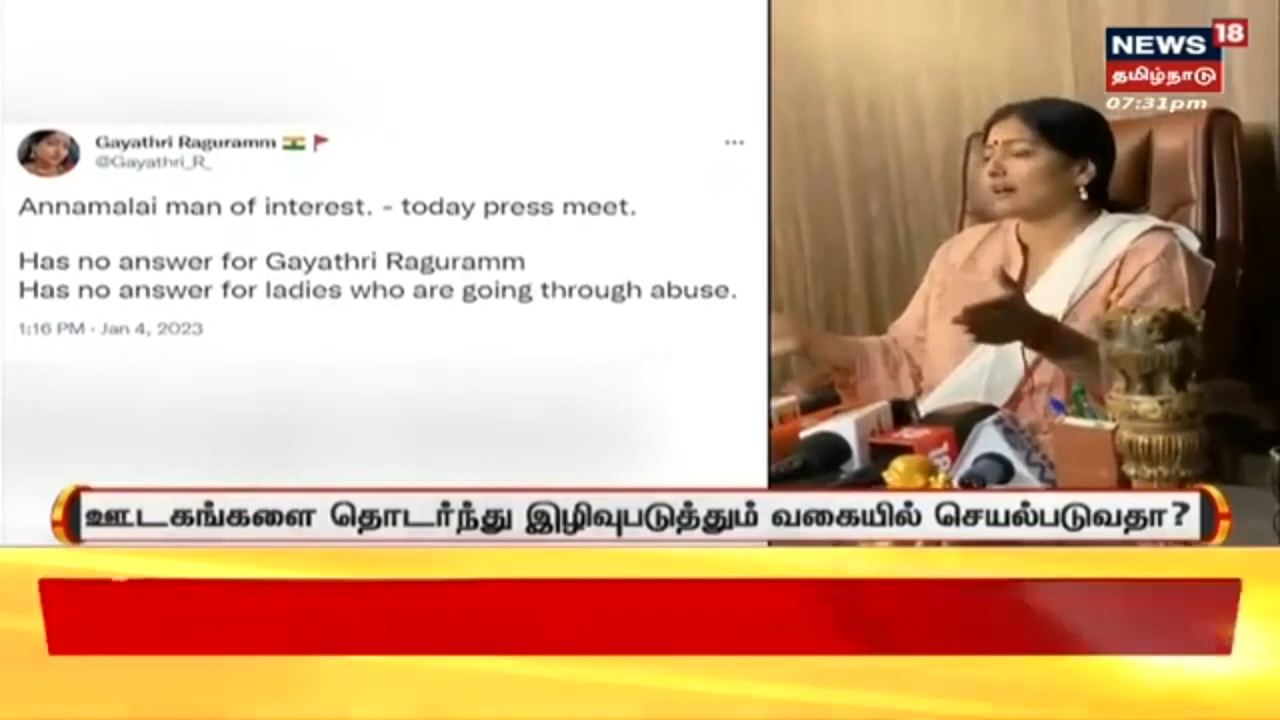 NEWS 18
தமிழ்நாடு
07:31pm
Gayathri Raguramm
@Gayathri_R_
Annamalai man of interest. - today press meet.
Has no answer for Gayathri Raguramm
Has no answer for ladies who are going through abuse.
1:16 PM · Jan 4, 2023
18
ஊடகங்களை தொடர்ந்து இழிவுபடுத்தும் வகையில் செயல்படுவதா?